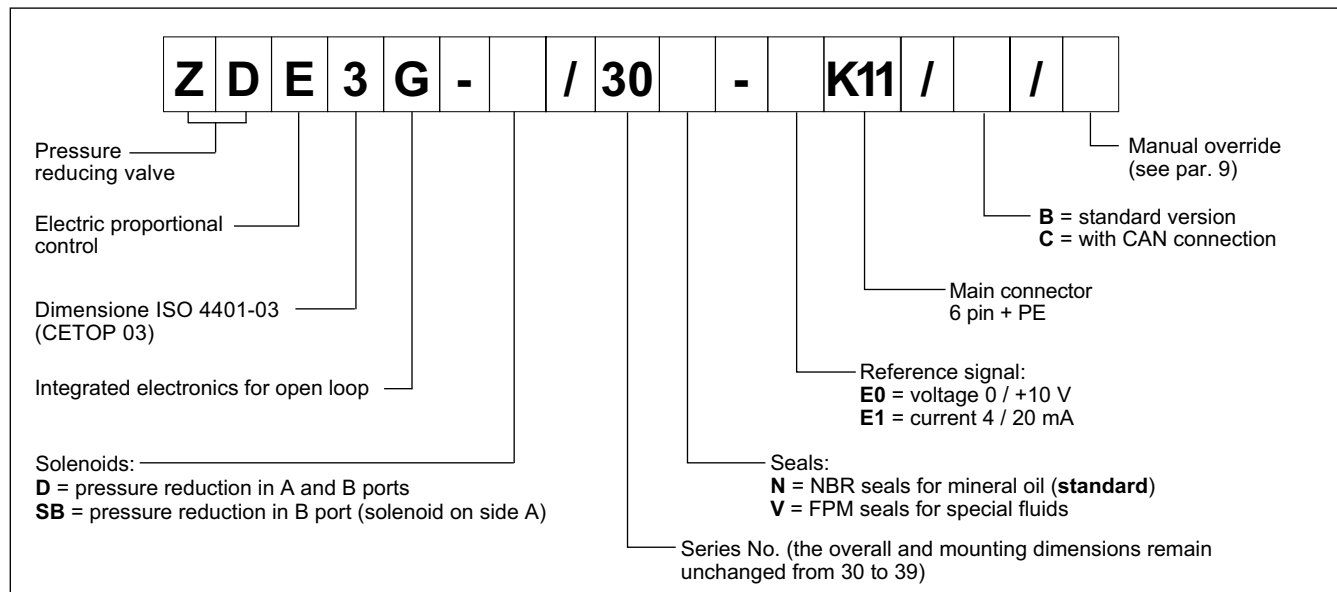 ZDE3G- / 30 - K11 / /
Pressure
reducing valve
Electric proportional
control
Dimensione ISO 4401-03
(CETOP 03)
Integrated electronics for open loop
Solenoids:
D = pressure reduction in A and B ports
SB = pressure reduction in B port (solenoid on side A)
Manual override
(see par. 9)
B = standard version
C = with CAN connection
Main connector
6 pin + PE
Reference signal:
E0 = voltage 0 / +10 V
E1 = current 4 / 20 mA
Seals:
N = NBR seals for mineral oil (standard)
V = FPM seals for special fluids
Series No. (the overall and mounting dimensions remain
unchanged from 30 to 39)